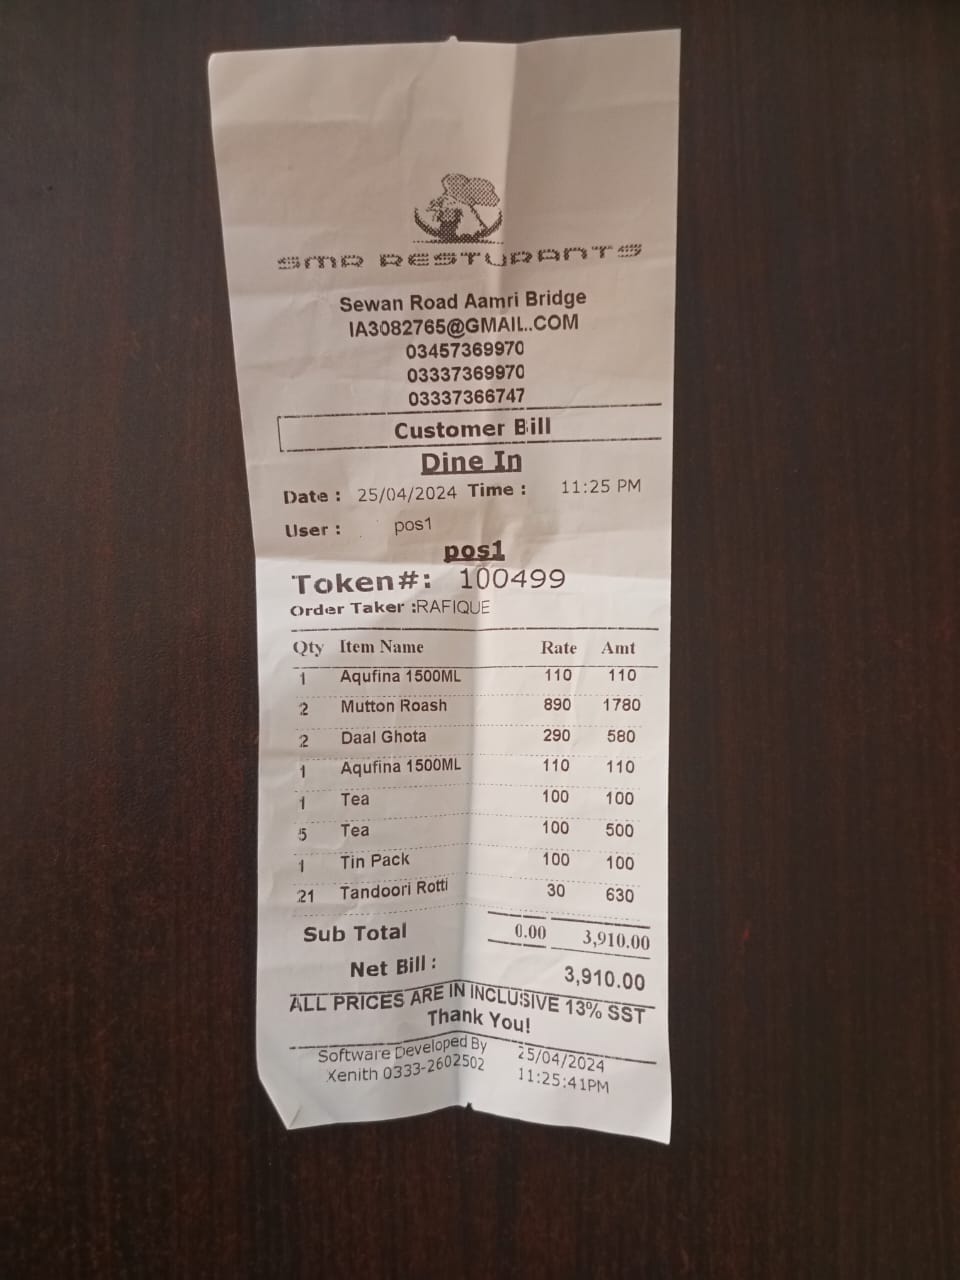 SMR RESTURANTS
Sewan Road Aamri Bridge
IA3082765@GMAIL..COM
03457369970
03337369970
03337366747
Customer Bill
Dine In
Date : 25/04/2024 Time : 11:25 PM
User : pos1
pos1
Token#: 100499
Order Taker :RAFIQUE
Qty Item Name Rate Amt
1 Aqufina 1500ML 110 110
2 Mutton Roash 890 1780
2 Daal Ghota 290 580
1 Aqufina 1500ML 110 110
1 Tea 100 100
5 Tea 100 500
1 Tin Pack 100 100
21 Tandoori Rotti 30 630
Sub Total 0.00 3,910.00
Net Bill : 3,910.00
ALL PRICES ARE IN INCLUSIVE 13% SST
Thank You!
Software Developed By 25/04/2024
Xenith 0333-2602502 11:25:41PM